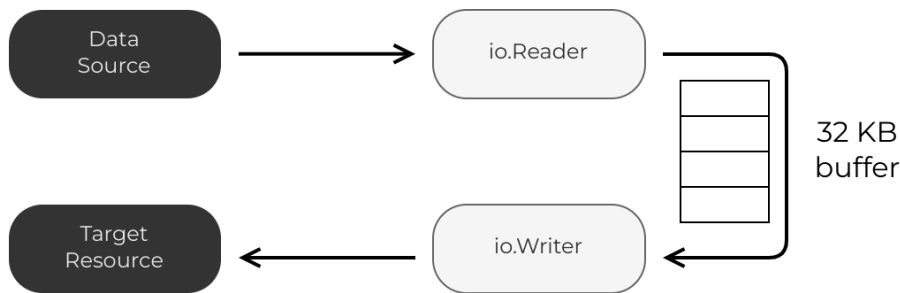 Data
Source
io.Reader
32 KB
buffer
Target
Resource
io.Writer